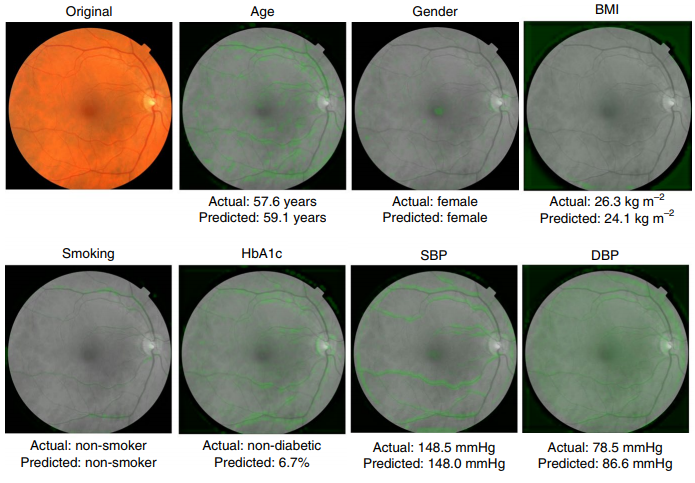 Original
Age
Gender
BMI
Actual: 57.6 years
Predicted: 59.1 years
Actual: female
Predicted: female
Actual: 26.3 kg m⁻²
Predicted: 24.1 kg m⁻²
Smoking
HbA1c
SBP
DBP
Actual: non-smoker
Predicted: non-smoker
Actual: non-diabetic
Predicted: 6.7%
Actual: 148.5 mmHg
Predicted: 148.0 mmHg
Actual: 78.5 mmHg
Predicted: 86.6 mmHg